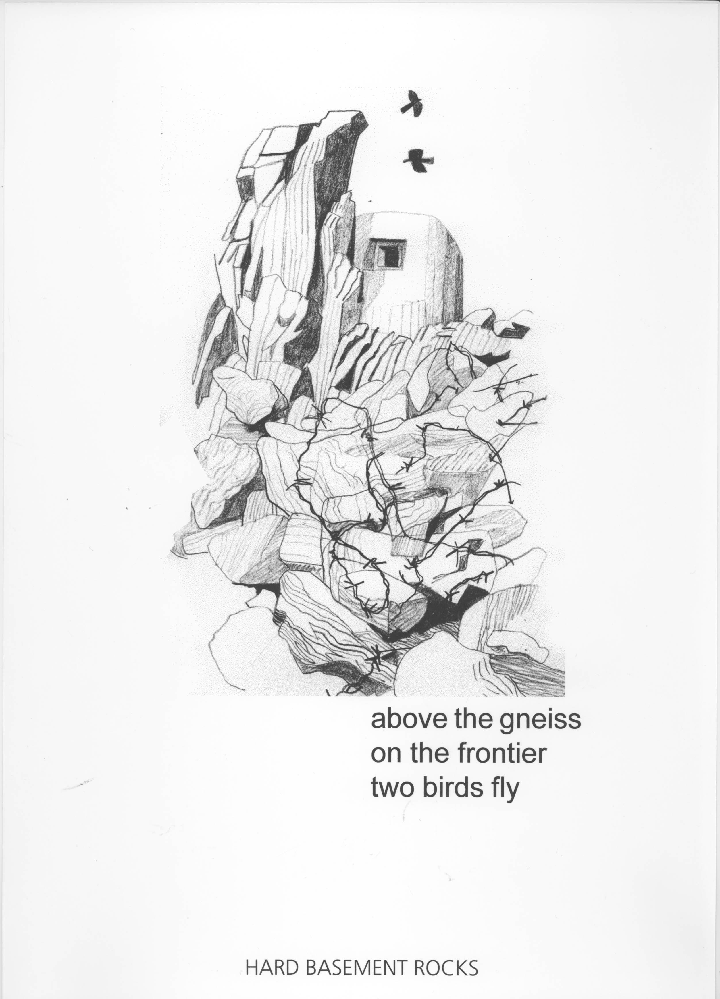 above the gneiss
on the frontier
two birds fly
HARD BASEMENT ROCKS